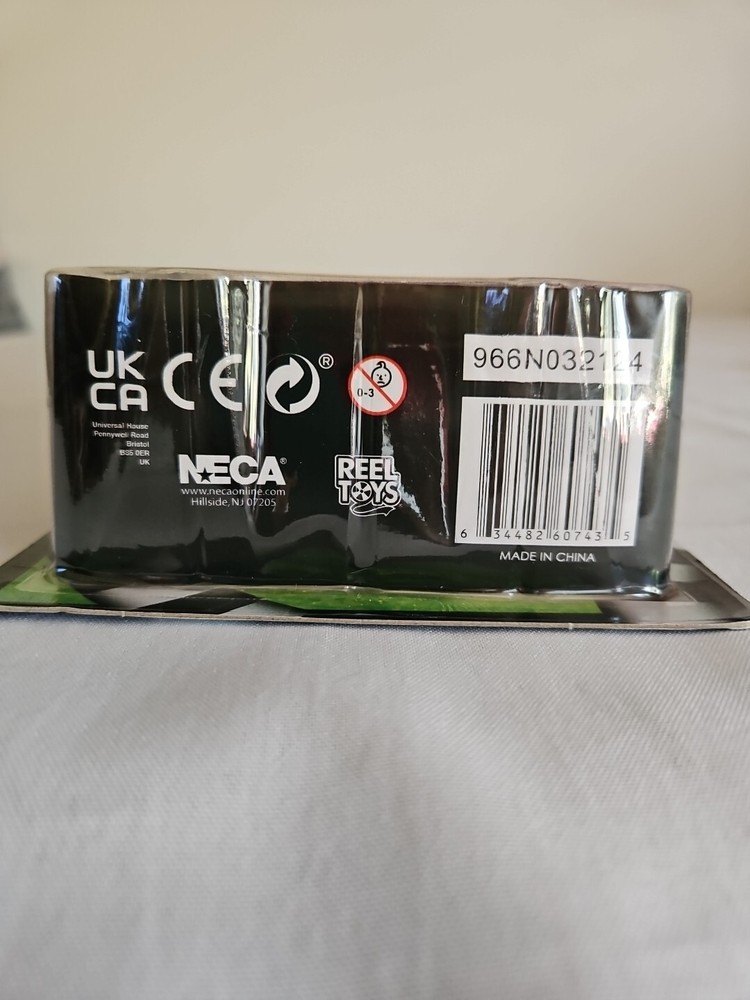 UK
CA
CE
®
0-3
966N032124
Universal House
Pennywell Road
Bristol
BS5 0ER
UK
NECA®
www.necaonline.com
Hillside, NJ 07205
REEL
TOYS
6 34482 60743 5
MADE IN CHINA